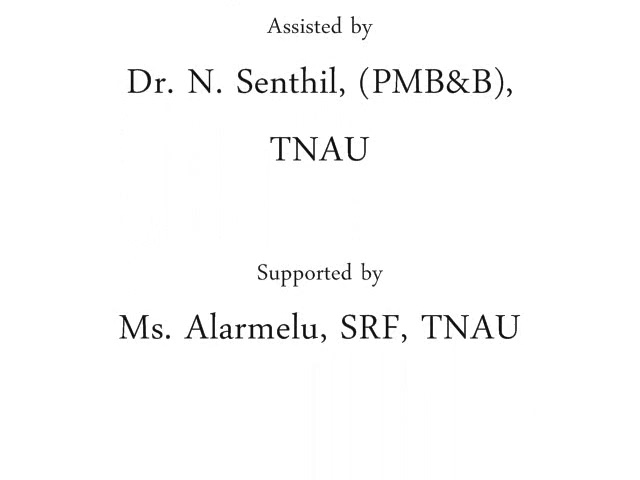 Assisted by
Dr. N. Senthil, (PMB&B),
TNAU
Supported by
Ms. Alarmelu, SRF, TNAU